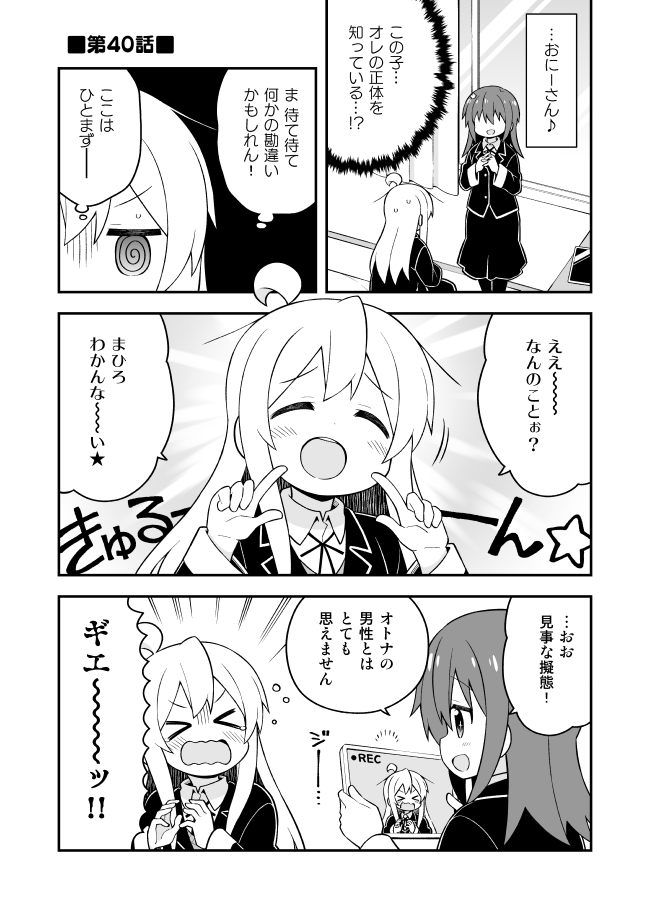 ■第40話■
…おにーさん♪
この子…
オレの正体を
知っている…!?
ま 待て待て
何かの勘違い
かもしれん!
ここは
ひとまず──
ええ〜〜〜
なんのことぉ?
まひろ
わかんな〜〜い★
きゅるーーん☆
…おお
見事な擬態!
オトナの
男性とは
とても
思えません
ジー…
●REC
ギエ〜〜〜〜ッ!!